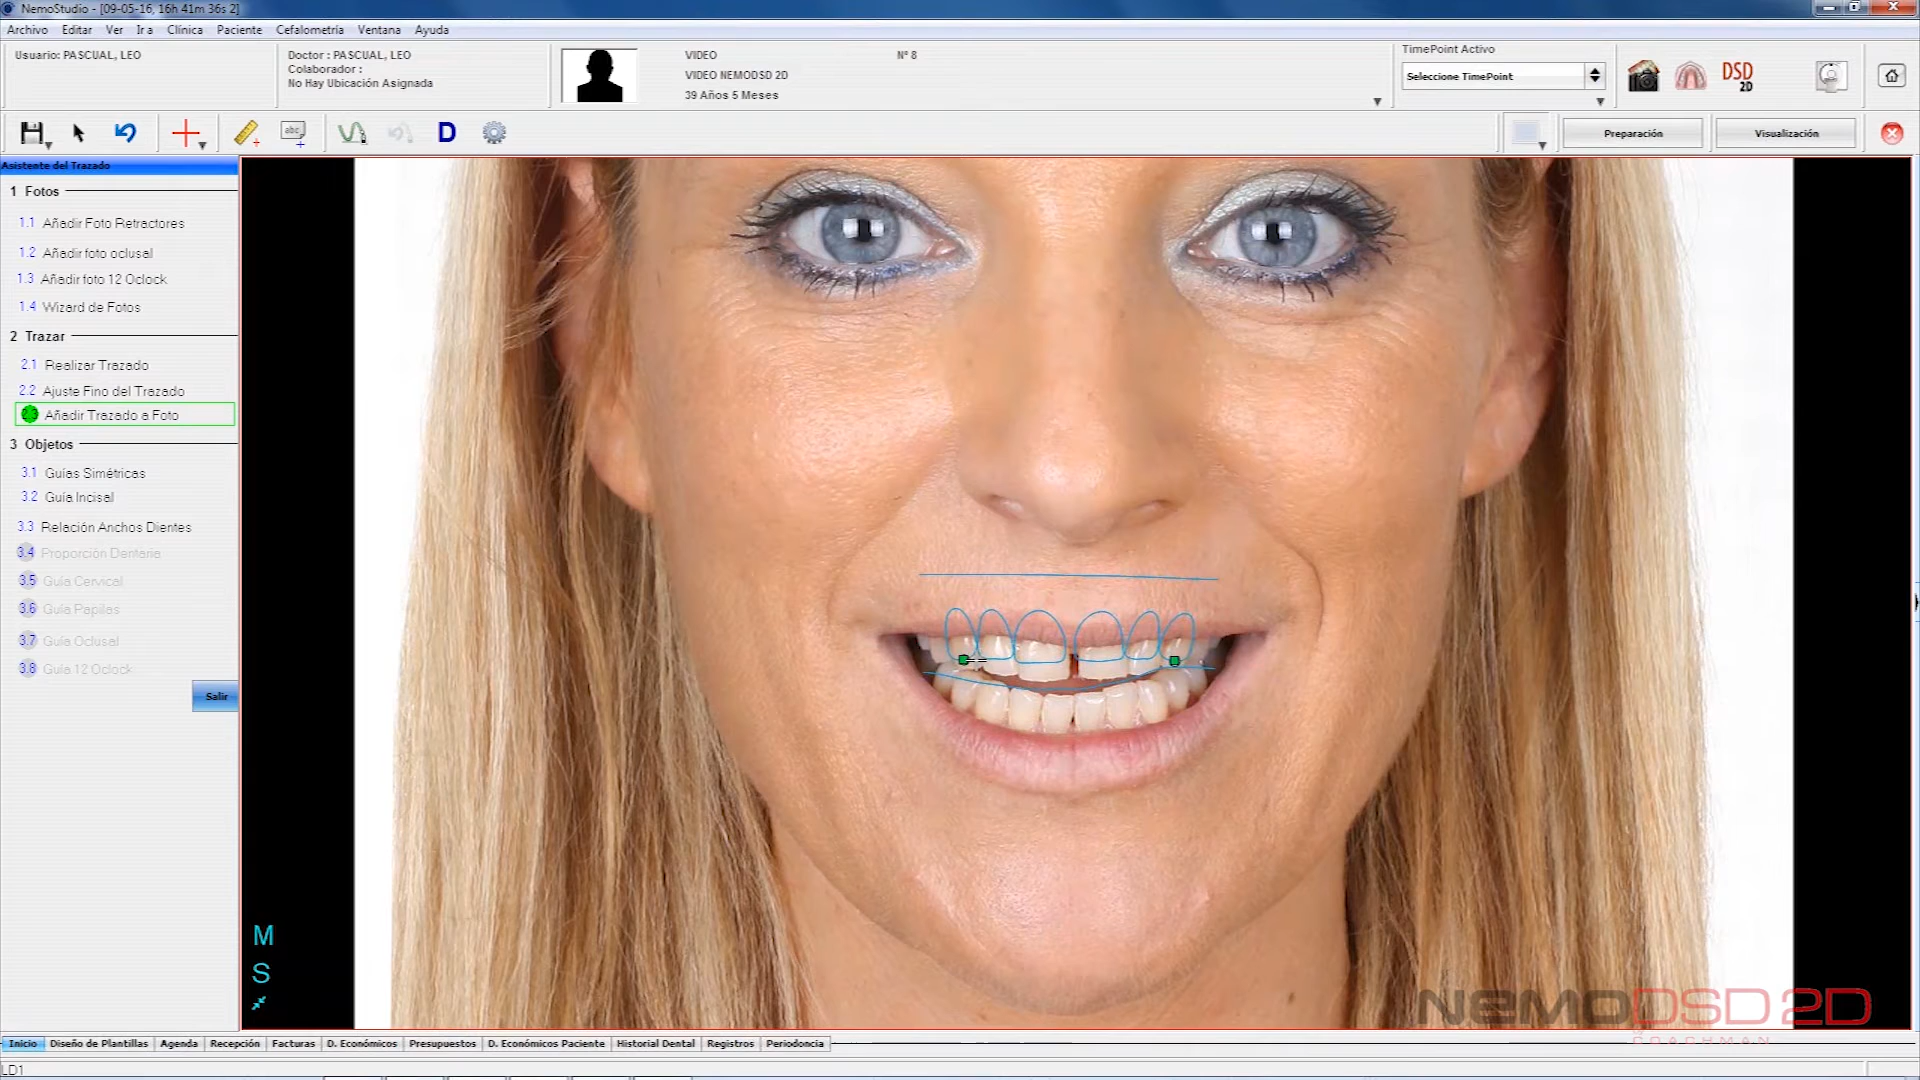 NemoStudio - [09-05-16, 16h 41m 36s 2]
Archivo Editar Ver Ir a Clínica Paciente Cefalometría Ventana Ayuda
Usuario: PASCUAL, LEO
Doctor : PASCUAL, LEO
Colaborador :
No Hay Ubicación Asignada
VIDEO
VIDEO NEMODSD 2D
39 Años 5 Meses
Nº 8
TimePoint Activo
Seleccione TimePoint
DSD
2D
abc
D
Preparación
Visualización
Asistente del Trazado
1 Fotos
1.1 Añadir Foto Retractores
1.2 Añadir foto oclusal
1.3 Añadir foto 12 Oclock
1.4 Wizard de Fotos
2 Trazar
2.1 Realizar Trazado
2.2 Ajuste Fino del Trazado
2.3 Añadir Trazado a Foto
3 Objetos
3.1 Guías Simétricas
3.2 Guía Incisal
3.3 Relación Anchos Dientes
3.4 Proporción Dentaria
3.5 Guía Cervical
3.6 Guía Papilas
3.7 Guía Oclusal
3.8 Guía 12 Oclock
Salir
M
S
NEMODSD 2D
COACHMAN
Inicio Diseño de Plantillas Agenda Recepción Facturas D. Económicos Presupuestos D. Económicos Paciente Historial Dental Registros Periodoncia
LD1